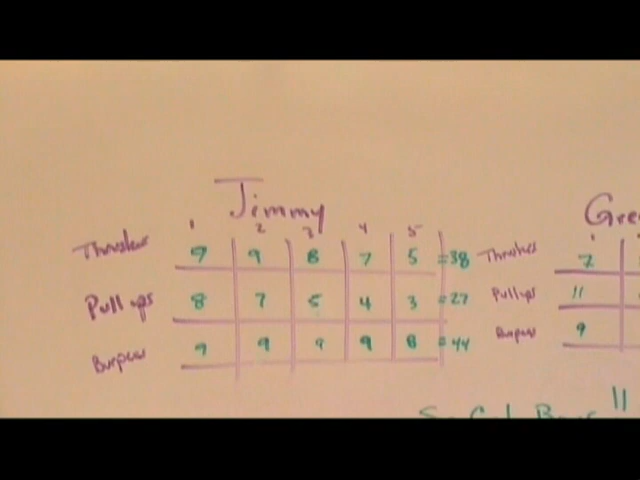 Jimmy
Gre
1 2 3 4 5
Thruster 9 9 8 7 5 =38
Thrusters 7
Pull ups 8 7 5 4 3 =27
Pullups 11
Burpees 9 9 9 9 8 =44
Burpees 9